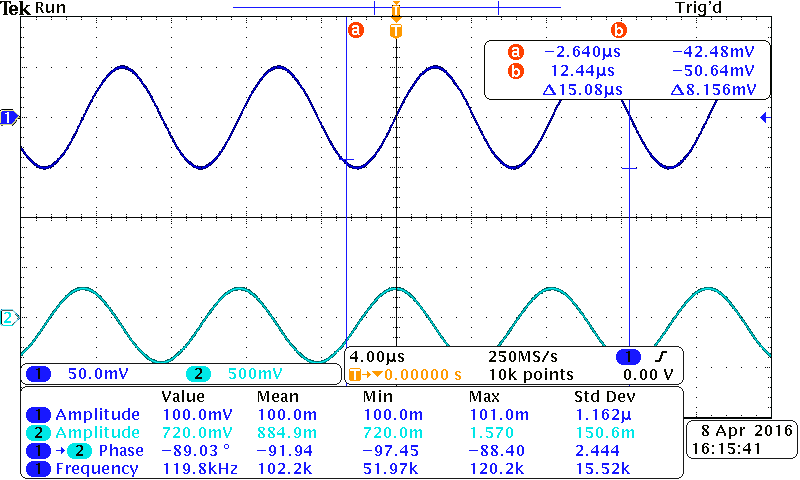 Tek Run Trig'd
T
a b
T
a −2.640µs −42.48mV
b 12.44µs −50.64mV
Δ15.08µs Δ8.156mV
1
2
1 50.0mV 2 500mV
4.00µs 250MS/s 1
T→▼0.00000 s 10k points 0.00 V
Value Mean Min Max Std Dev
1 Amplitude 100.0mV 100.0m 100.0m 101.0m 1.162µ
2 Amplitude 720.0mV 884.9m 720.0m 1.570 150.6m
1 → 2 Phase −89.03 ° −91.94 −97.45 −88.40 2.444
1 Frequency 119.8kHz 102.2k 51.97k 120.2k 15.52k
8 Apr 2016
16:15:41